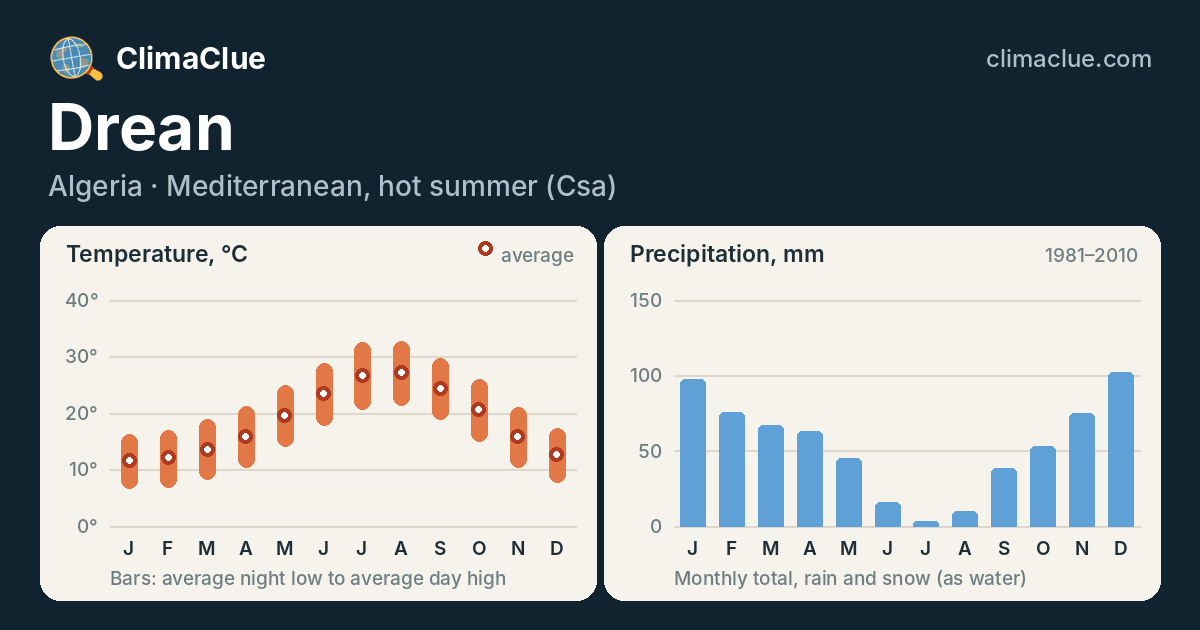 ClimaClue
climaclue.com
Drean
Algeria · Mediterranean, hot summer (Csa)
Temperature, °C
average
40°
30°
20°
10°
0°
J F M A M J J A S O N D
Bars: average night low to average day high
Precipitation, mm
1981–2010
150
100
50
0
J F M A M J J A S O N D
Monthly total, rain and snow (as water)